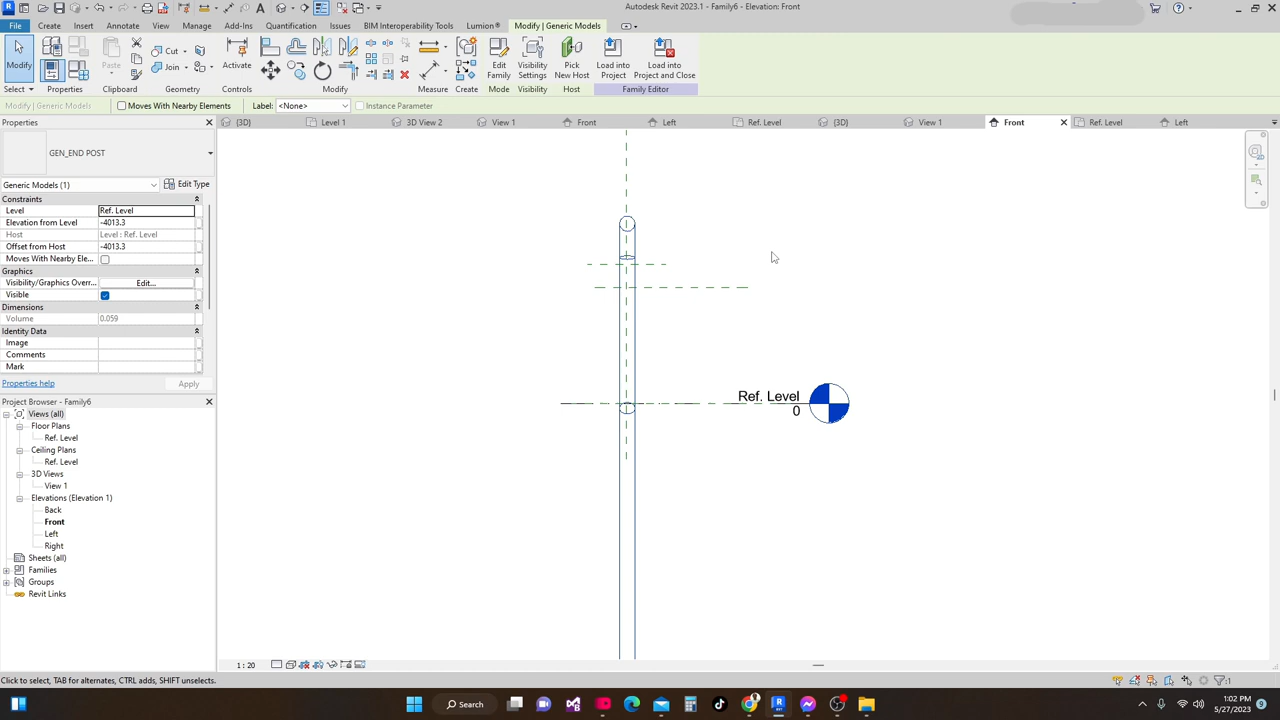 Autodesk Revit 2023.1 - Family6 - Elevation: Front
File Create Insert Annotate View Manage Add-Ins Quantification Issues BIM Interoperability Tools Lumion® Modify | Generic Models
Modify Paste Cut Join Activate Edit Family Visibility Settings Pick New Host Load into Project Load into Project and Close
Select Properties Clipboard Geometry Controls Modify Measure Create Mode Visibility Host Family Editor
Modify | Generic Models Moves With Nearby Elements Label: <None> Instance Parameter
Properties {3D} Level 1 3D View 2 View 1 Front Left Ref. Level {3D} View 1 Front Ref. Level Left
GEN_END POST
Generic Models (1) Edit Type
Constraints
Level Ref. Level
Elevation from Level -4013.3
Host Level : Ref. Level
Offset from Host -4013.3
Moves With Nearby Ele...
Graphics
Visibility/Graphics Overr... Edit...
Visible
Dimensions
Volume 0.059
Identity Data
Image
Comments
Mark
Properties help Apply
Project Browser - Family6
Views (all)
Floor Plans
Ref. Level
Ceiling Plans
Ref. Level
3D Views
View 1
Elevations (Elevation 1)
Back
Front
Left
Right
Sheets (all)
Families
Groups
Revit Links
Ref. Level
0
1 : 20
Click to select, TAB for alternates, CTRL adds, SHIFT unselects. :1
Search
1:02 PM
5/27/2023